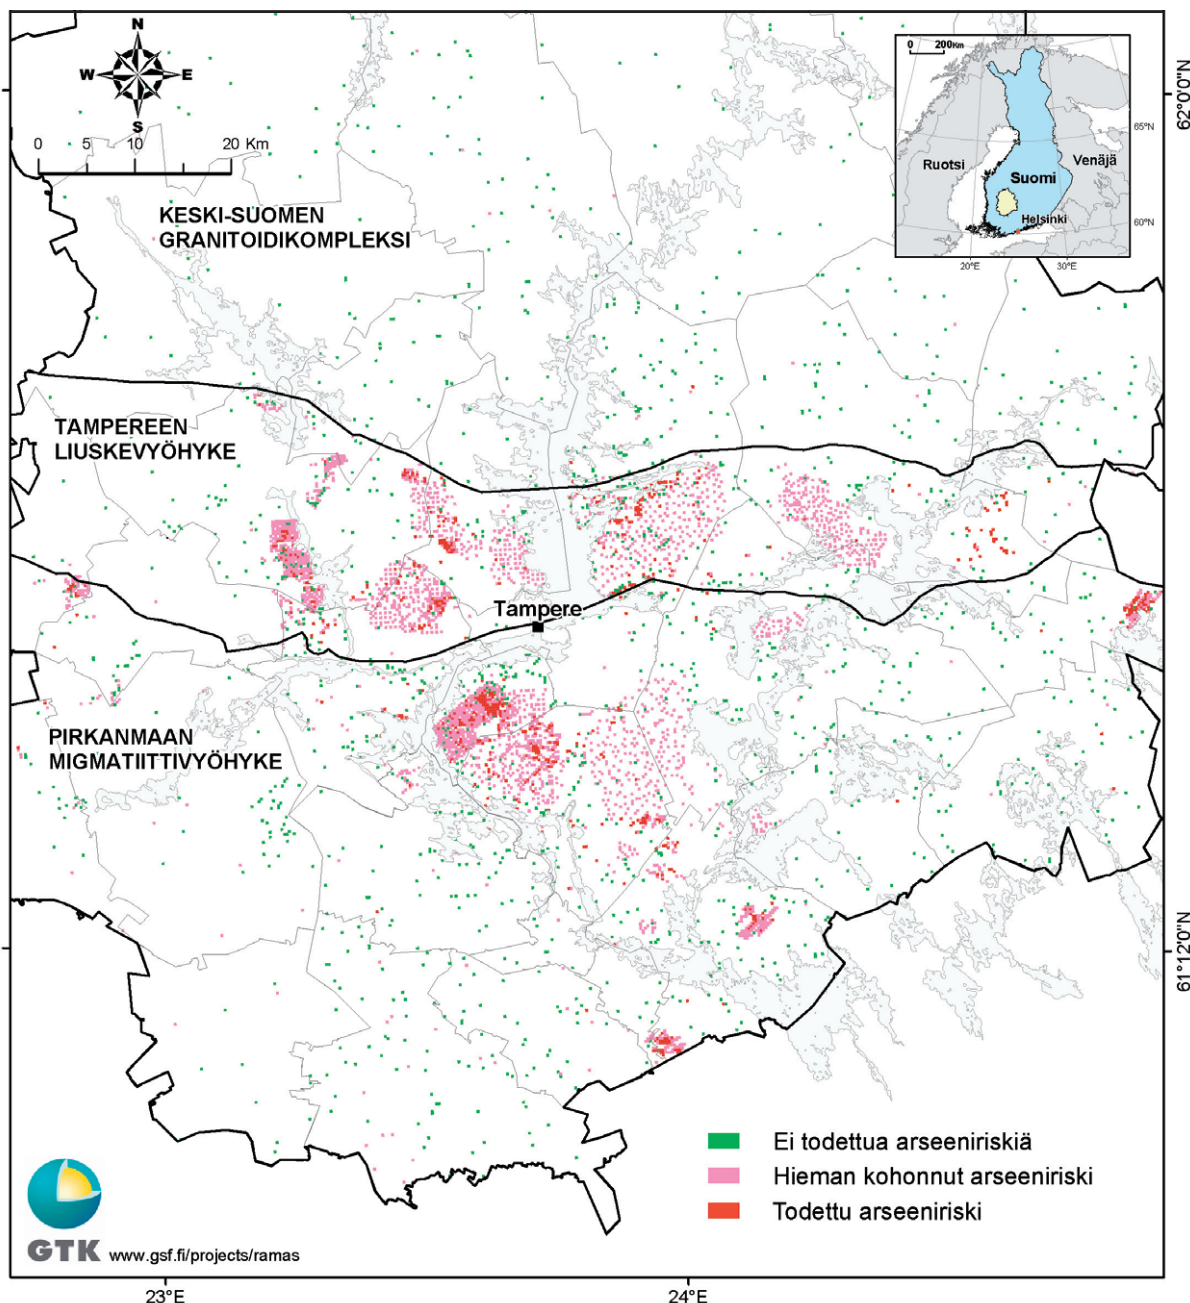 N
W E
S
0 5 10 20 Km
0 200Km
65°N
Ruotsi
Venäjä
Suomi
Helsinki
60°N
20°E
30°E
62°0'0"N
KESKI-SUOMEN
GRANITOIDIKOMPLEKSI
TAMPEREEN
LIUSKEVYÖHYKE
Tampere
PIRKANMAAN
MIGMATIITTIVYÖHYKE
61°12'0"N
Ei todettua arseeniriskiä
Hieman kohonnut arseeniriski
Todettu arseeniriski
GTK www.gsf.fi/projects/ramas
23°E
24°E